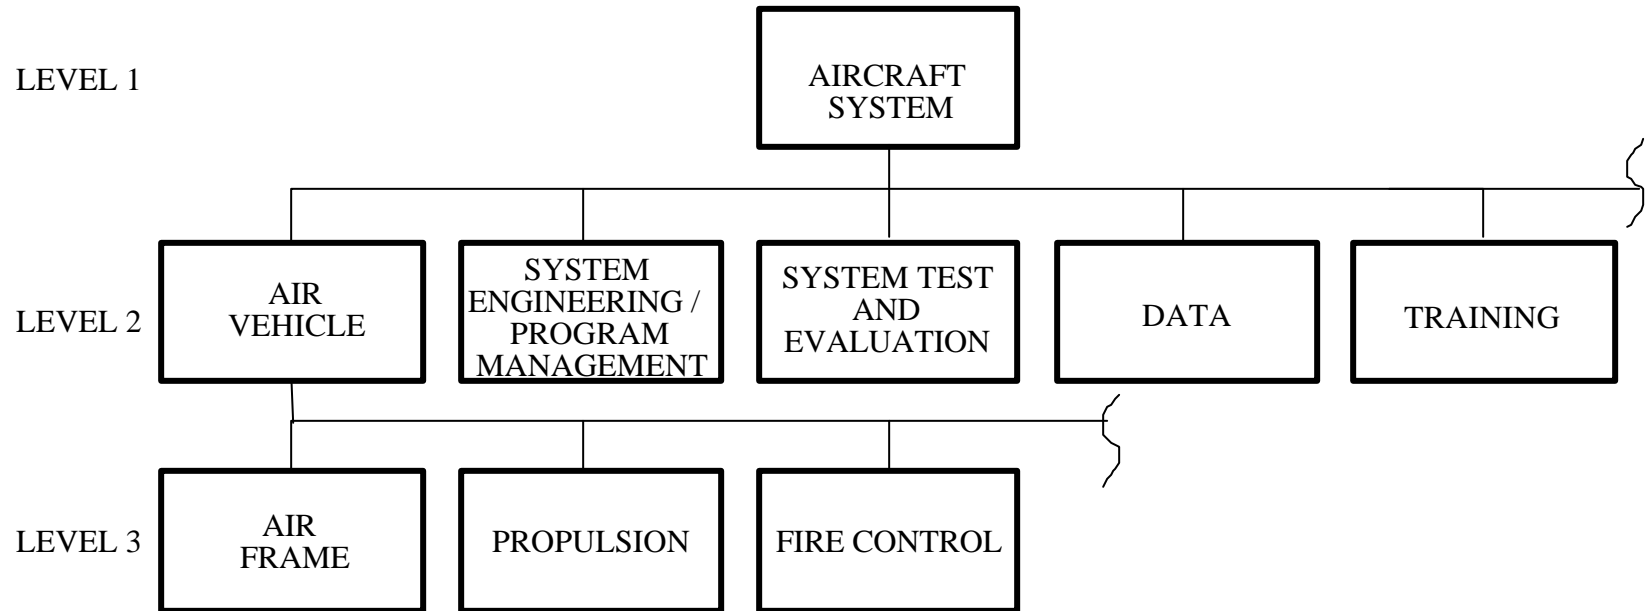 LEVEL 1
AIRCRAFT
SYSTEM
LEVEL 2
AIR
VEHICLE
SYSTEM
ENGINEERING /
PROGRAM
MANAGEMENT
SYSTEM TEST
AND
EVALUATION
DATA
TRAINING
LEVEL 3
AIR
FRAME
PROPULSION
FIRE CONTROL